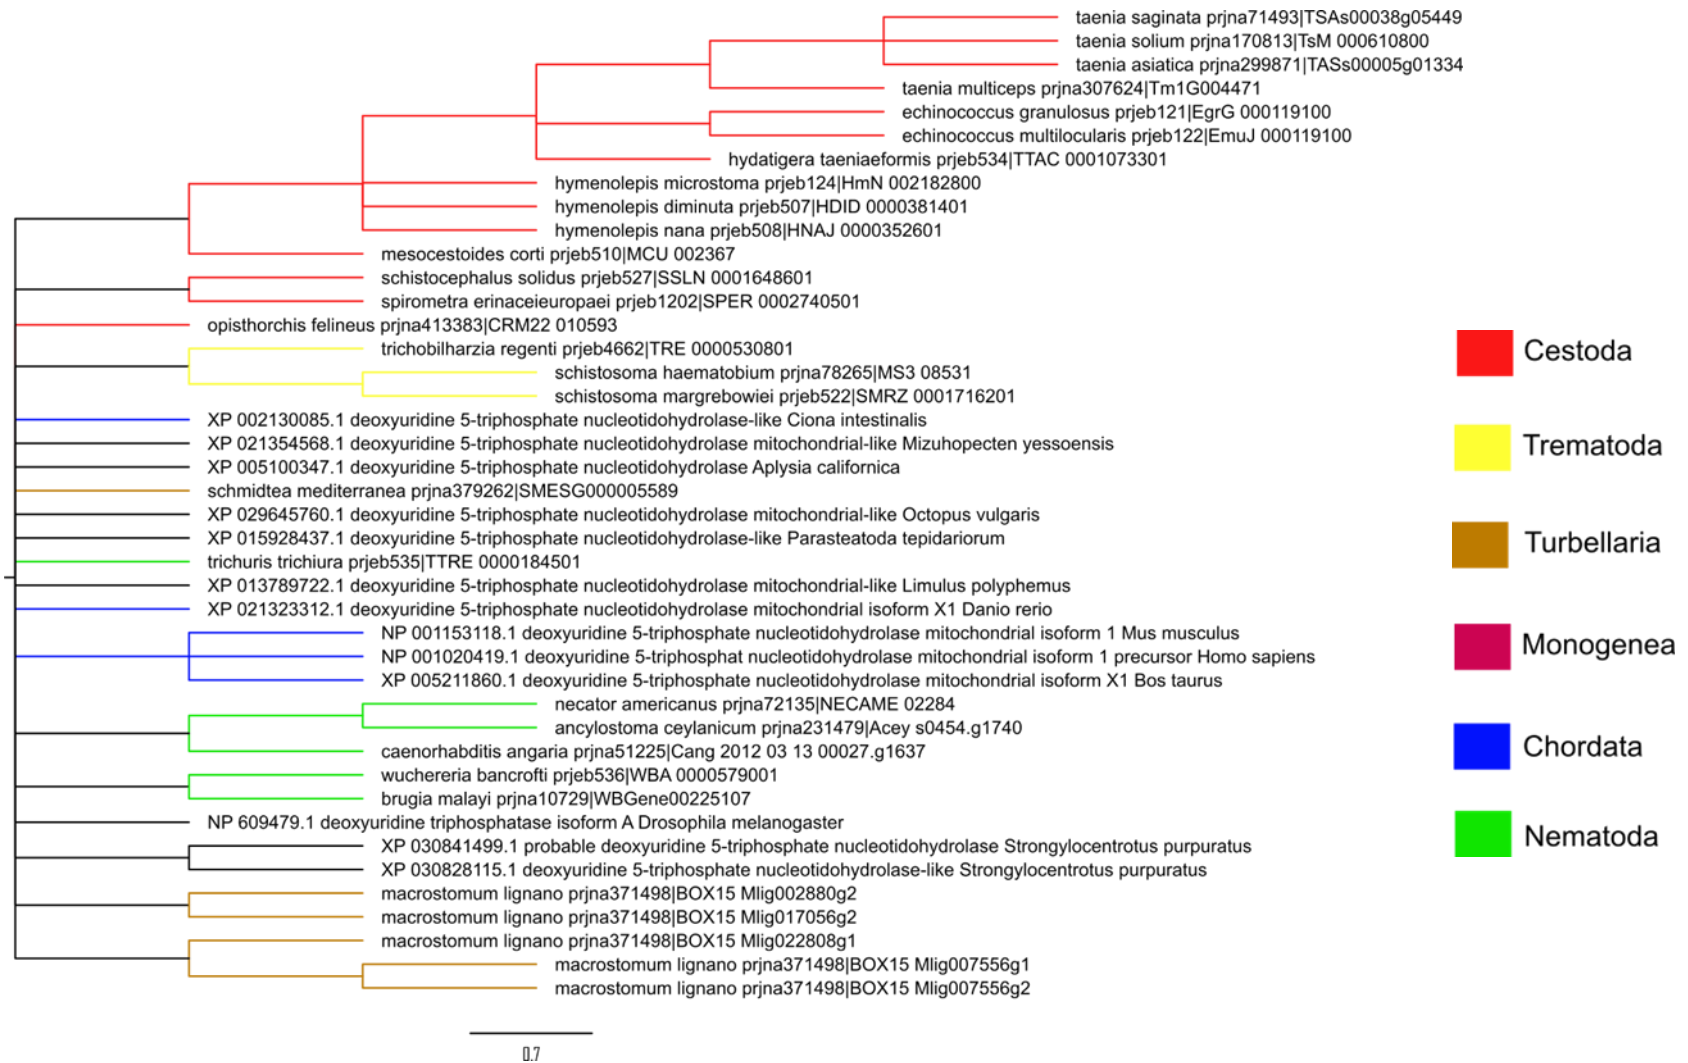 taenia saginata prjna71493|TSAs00038g05449
taenia solium prjna170813|TsM 000610800
taenia asiatica prjna299871|TASs00005g01334
taenia multiceps prjna307624|Tm1G004471
echinococcus granulosus prjeb121|EgrG 000119100
echinococcus multilocularis prjeb122|EmuJ 000119100
hydatigera taeniaeformis prjeb534|TTAC 0001073301
hymenolepis microstoma prjeb124|HmN 002182800
hymenolepis diminuta prjeb507|HDID 0000381401
hymenolepis nana prjeb508|HNAJ 0000352601
mesocestoides corti prjeb510|MCU 002367
schistocephalus solidus prjeb527|SSLN 0001648601
spirometra erinaceieuropaei prjeb1202|SPER 0002740501
opisthorchis felineus prjna413383|CRM22 010593
trichobilharzia regenti prjeb4662|TRE 0000530801
schistosoma haematobium prjna78265|MS3 08531
schistosoma margrebowiei prjeb522|SMRZ 0001716201
XP 002130085.1 deoxyuridine 5-triphosphate nucleotidohydrolase-like Ciona intestinalis
XP 021354568.1 deoxyuridine 5-triphosphate nucleotidohydrolase mitochondrial-like Mizuhopecten yessoensis
XP 005100347.1 deoxyuridine 5-triphosphate nucleotidohydrolase Aplysia californica
schmidtea mediterranea prjna379262|SMESG000005589
XP 029645760.1 deoxyuridine 5-triphosphate nucleotidohydrolase mitochondrial-like Octopus vulgaris
XP 015928437.1 deoxyuridine 5-triphosphate nucleotidohydrolase-like Parasteatoda tepidariorum
trichuris trichiura prjeb535|TTRE 0000184501
XP 013789722.1 deoxyuridine 5-triphosphate nucleotidohydrolase mitochondrial-like Limulus polyphemus
XP 021323312.1 deoxyuridine 5-triphosphate nucleotidohydrolase mitochondrial isoform X1 Danio rerio
NP 001153118.1 deoxyuridine 5-triphosphate nucleotidohydrolase mitochondrial isoform 1 Mus musculus
NP 001020419.1 deoxyuridine 5-triphosphat nucleotidohydrolase mitochondrial isoform 1 precursor Homo sapiens
XP 005211860.1 deoxyuridine 5-triphosphate nucleotidohydrolase mitochondrial isoform X1 Bos taurus
necator americanus prjna72135|NECAME 02284
ancylostoma ceylanicum prjna231479|Acey s0454.g1740
caenorhabditis angaria prjna51225|Cang 2012 03 13 00027.g1637
wuchereria bancrofti prjeb536|WBA 0000579001
brugia malayi prjna10729|WBGene00225107
NP 609479.1 deoxyuridine triphosphatase isoform A Drosophila melanogaster
XP 030841499.1 probable deoxyuridine 5-triphosphate nucleotidohydrolase Strongylocentrotus purpuratus
XP 030828115.1 deoxyuridine 5-triphosphate nucleotidohydrolase-like Strongylocentrotus purpuratus
macrostomum lignano prjna371498|BOX15 Mlig002880g2
macrostomum lignano prjna371498|BOX15 Mlig017056g2
macrostomum lignano prjna371498|BOX15 Mlig022808g1
macrostomum lignano prjna371498|BOX15 Mlig007556g1
macrostomum lignano prjna371498|BOX15 Mlig007556g2
0.7
Cestoda
Trematoda
Turbellaria
Monogenea
Chordata
Nematoda